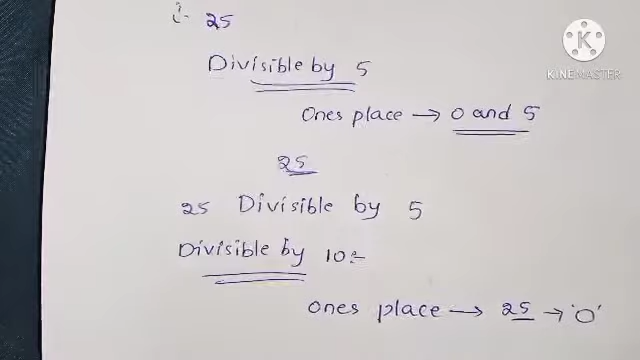 i- 25
Divisible by 5
Ones place → 0 and 5
25
25 Divisible by 5
Divisible by 10:-
Ones place → 25 → '0'
KINEMASTER